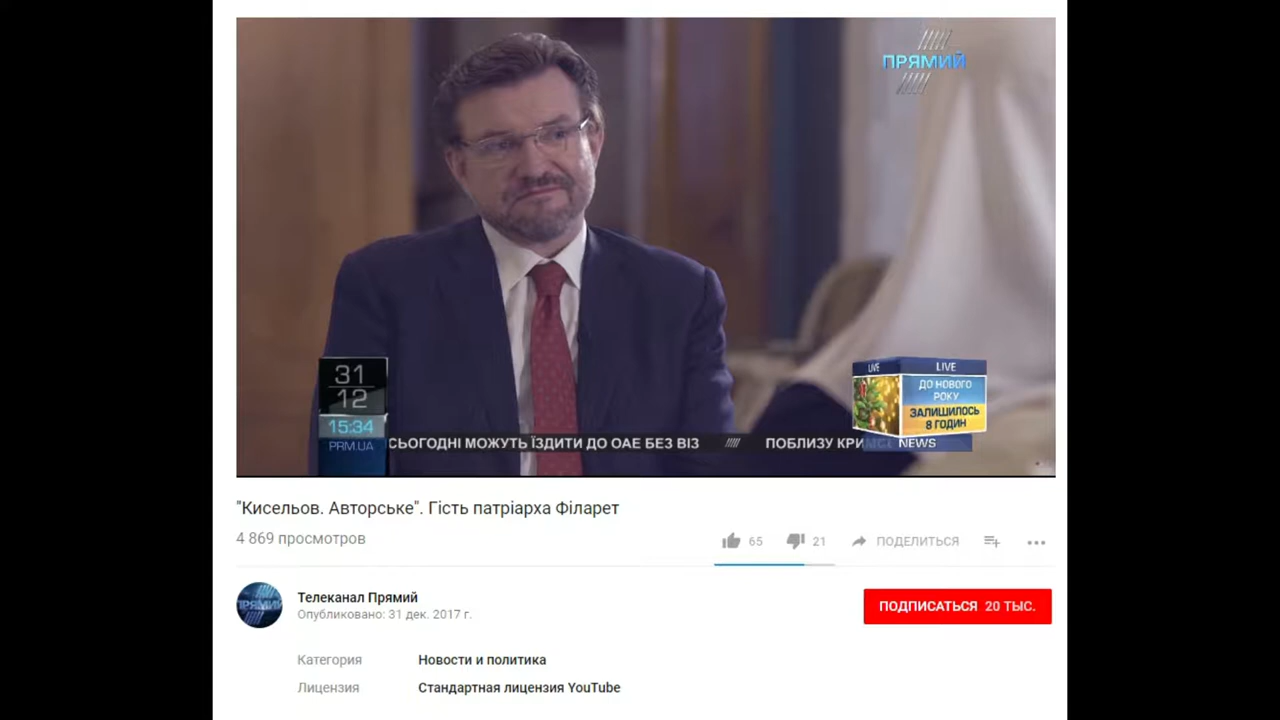 ПРЯМИЙ
31
12
15:34
PRM.UA
LIVE
LIVE
ДО НОВОГО
РОКУ
ЗАЛИШИЛОСЬ
8 ГОДИН
NEWS
СЬОГОДНІ МОЖУТЬ ЇЗДИТИ ДО ОАЕ БЕЗ ВІЗ ///// ПОБЛИЗУ
"Кисельов. Авторське". Гість патріарха Філарет
4 869 просмотров
65
21
ПОДЕЛИТЬСЯ
ПРЯМИЙ
Телеканал Прямий
Опубликовано: 31 дек. 2017 г.
ПОДПИСАТЬСЯ 20 ТЫС.
Категория Новости и политика
Лицензия Стандартная лицензия YouTube